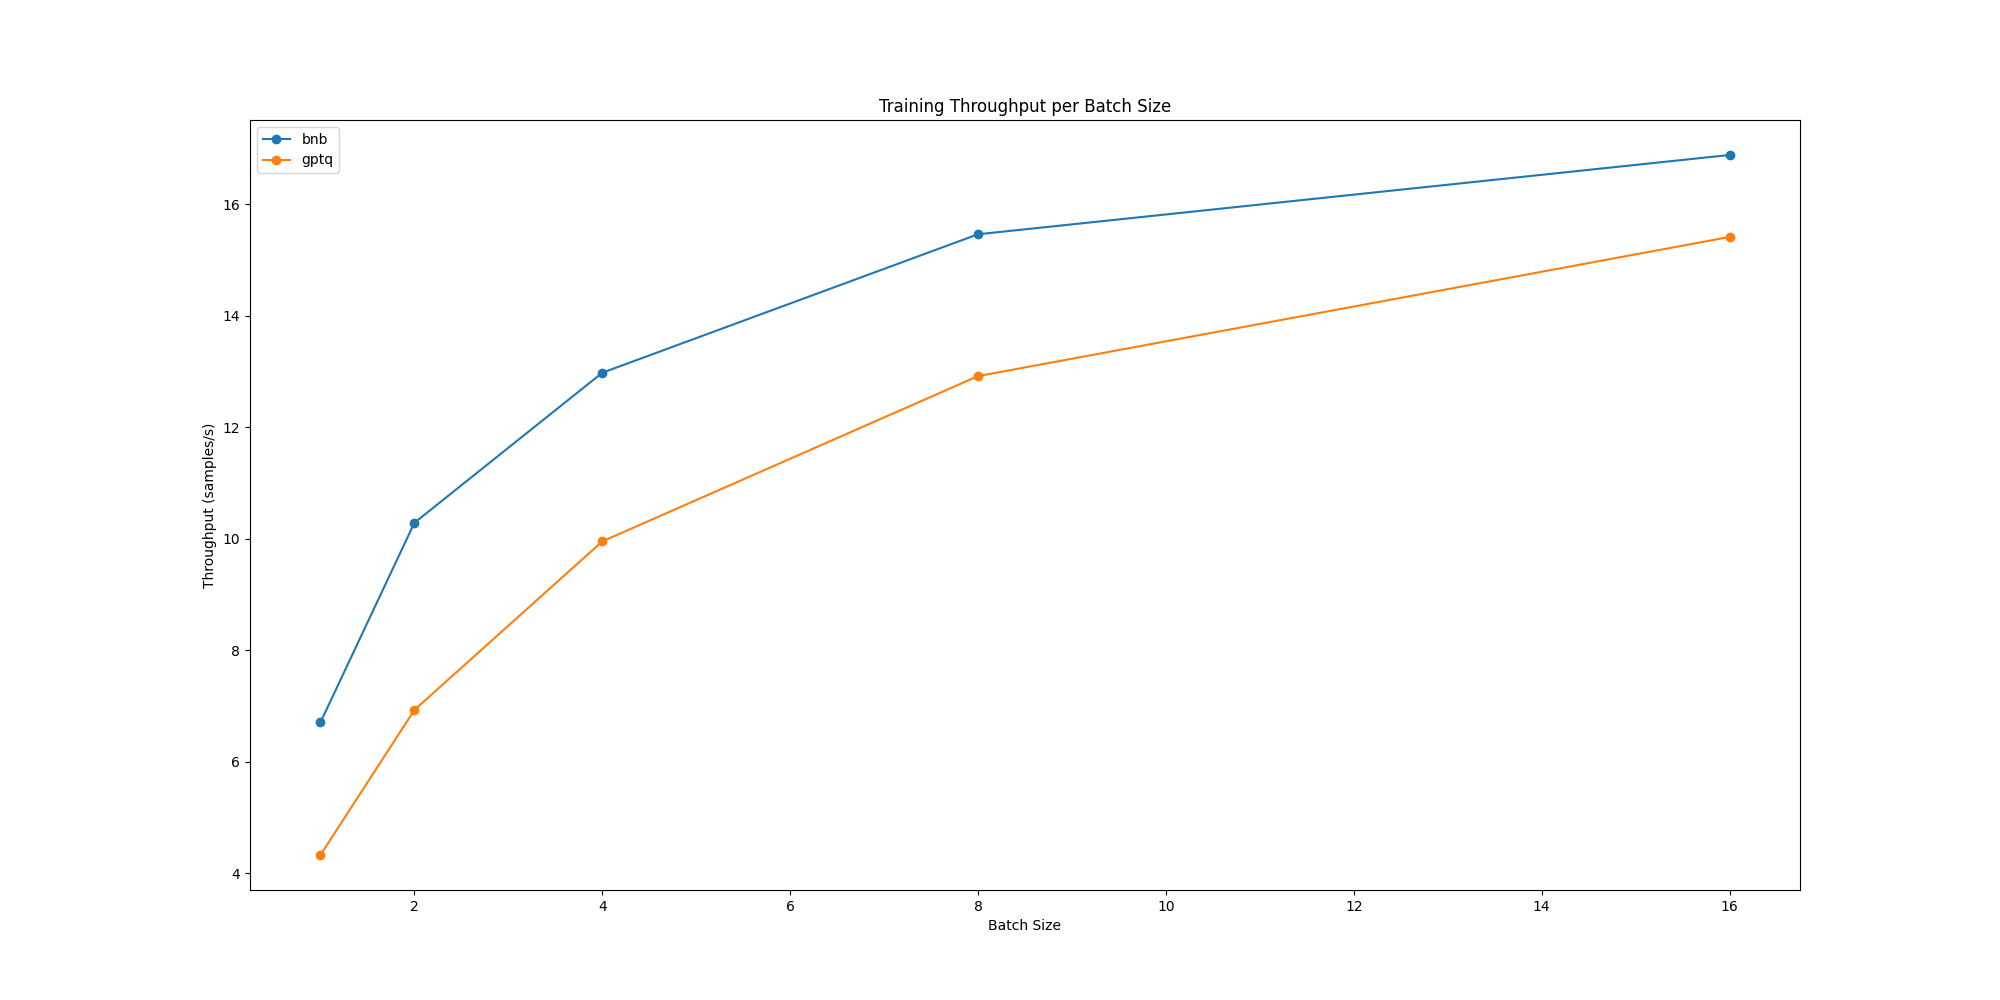 Training Throughput per Batch Size
bnb
gptq
16
14
12
10
8
6
4
Throughput (samples/s)
2 4 6 8 10 12 14 16
Batch Size